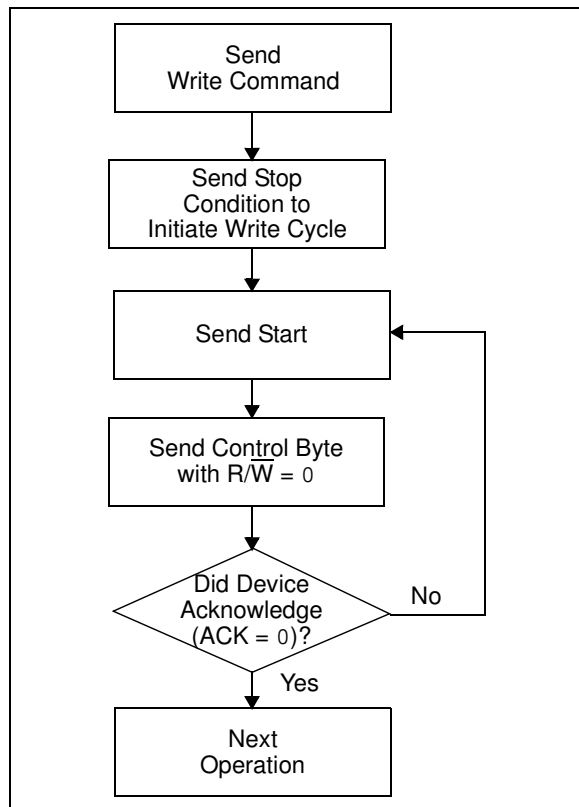 Send
Write Command
Send Stop
Condition to
Initiate Write Cycle
Send Start
Send Control Byte
with R/W̅ = 0
Did Device
Acknowledge
(ACK = 0)?
No
Yes
Next
Operation